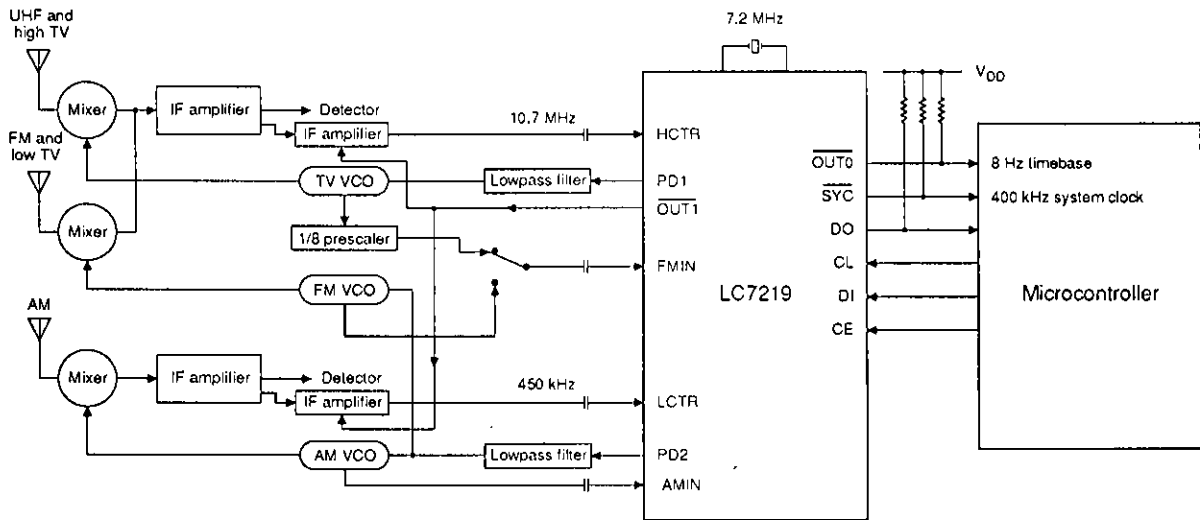 UHF and
high TV
7.2 MHz
VDD
Mixer
IF amplifier
Detector
IF amplifier
10.7 MHz
HCTR
FM and
low TV
OUT0
8 Hz timebase
TV VCO
Lowpass filter
PD1
SYC
400 kHz system clock
OUT1
DO
Mixer
1/8 prescaler
FMIN
CL
FM VCO
LC7219
DI
Microcontroller
AM
CE
Mixer
IF amplifier
Detector
IF amplifier
450 kHz
LCTR
AM VCO
Lowpass filter
PD2
AMIN